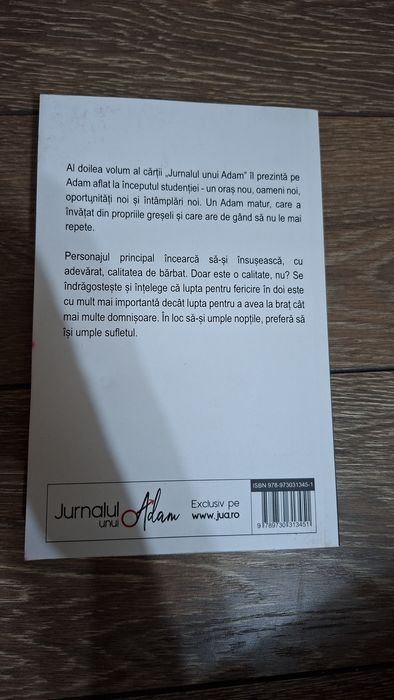 Al doilea volum al cărții „Jurnalul unui Adam” îl prezintă pe
Adam aflat la începutul studenției - un oraș nou, oameni noi,
oportunități noi și întâmplări noi. Un Adam matur, care a
învățat din propriile greșeli și care are de gând să nu le mai
repete.
Personajul principal încearcă să-și însușească, cu
adevărat, calitatea de bărbat. Doar este o calitate, nu? Se
îndrăgostește și înțelege că lupta pentru fericire în doi este
cu mult mai importantă decât lupta pentru a avea la braț cât
mai multe domnișoare. În loc să-și umple nopțile, preferă să
își umple sufletul.
Jurnalul
unui Adam
Exclusiv pe
www.jua.ro
ISBN 978-973031345-1
9 789730 313451